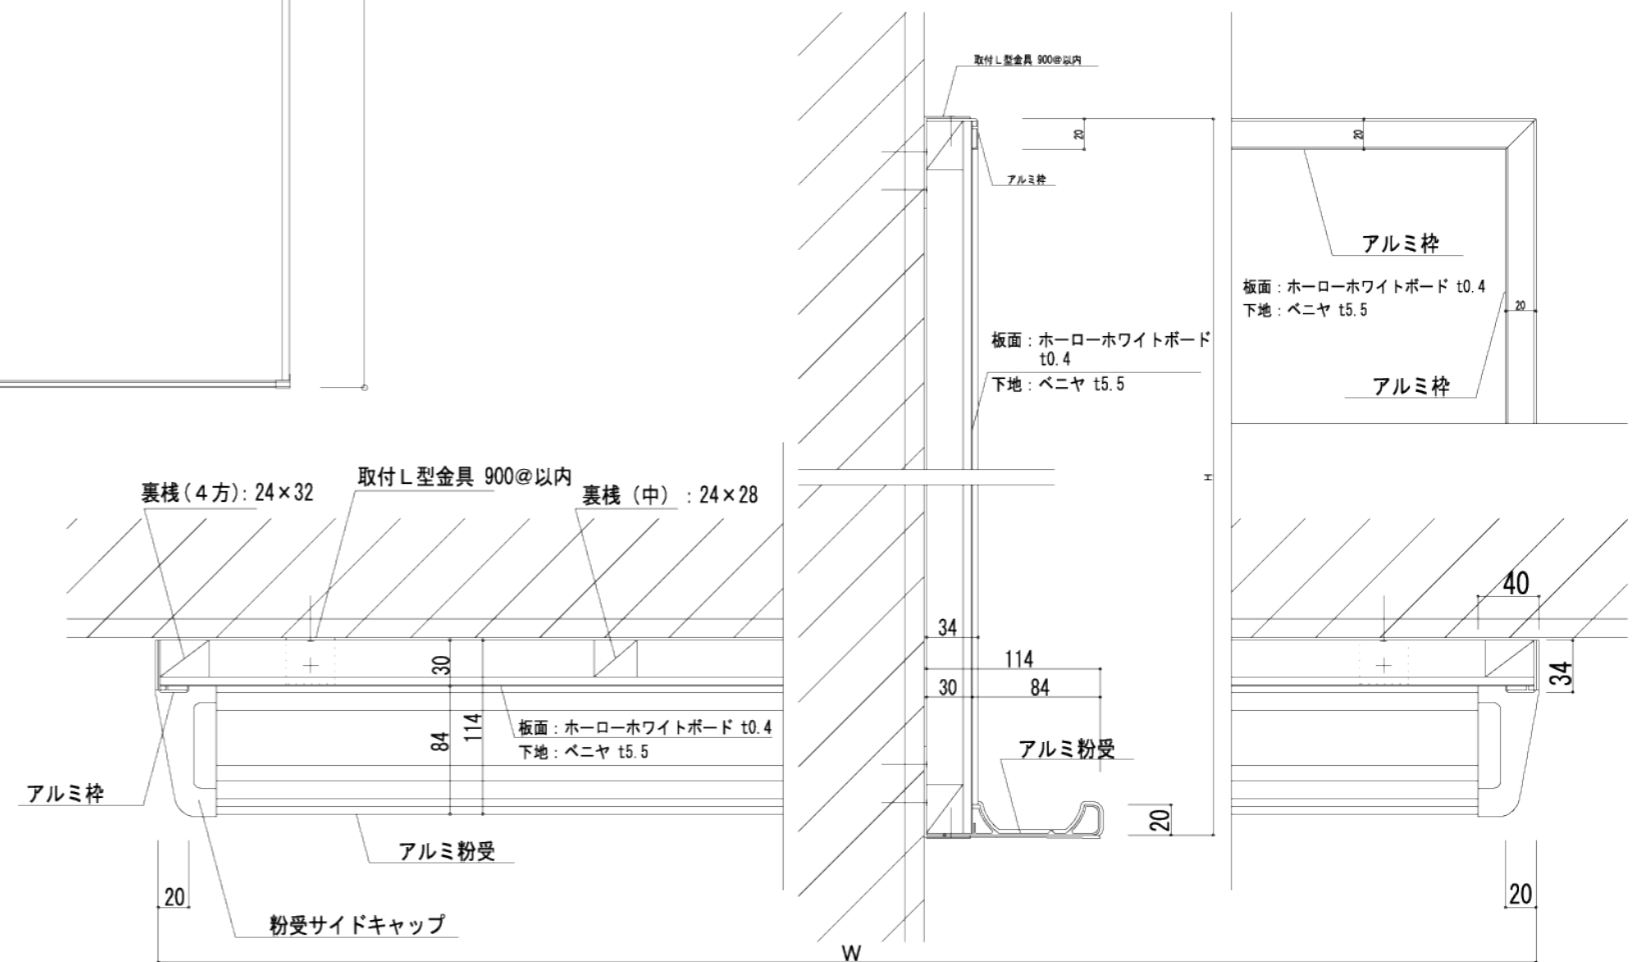 取付L型金具 900@以内
20
20
アルミ枠
アルミ枠
板面：ホーローホワイトボード t0.4
下地：ベニヤ t5.5
20
アルミ枠
板面：ホーローホワイトボード
t0.4
下地：ベニヤ t5.5
H
裏桟(4方):24×32
取付L型金具 900@以内
裏桟（中）：24×28
30
84
114
板面：ホーローホワイトボード t0.4
下地：ベニヤ t5.5
アルミ枠
アルミ粉受
20
粉受サイドキャップ
34
114
30
84
アルミ粉受
20
40
34
20
W